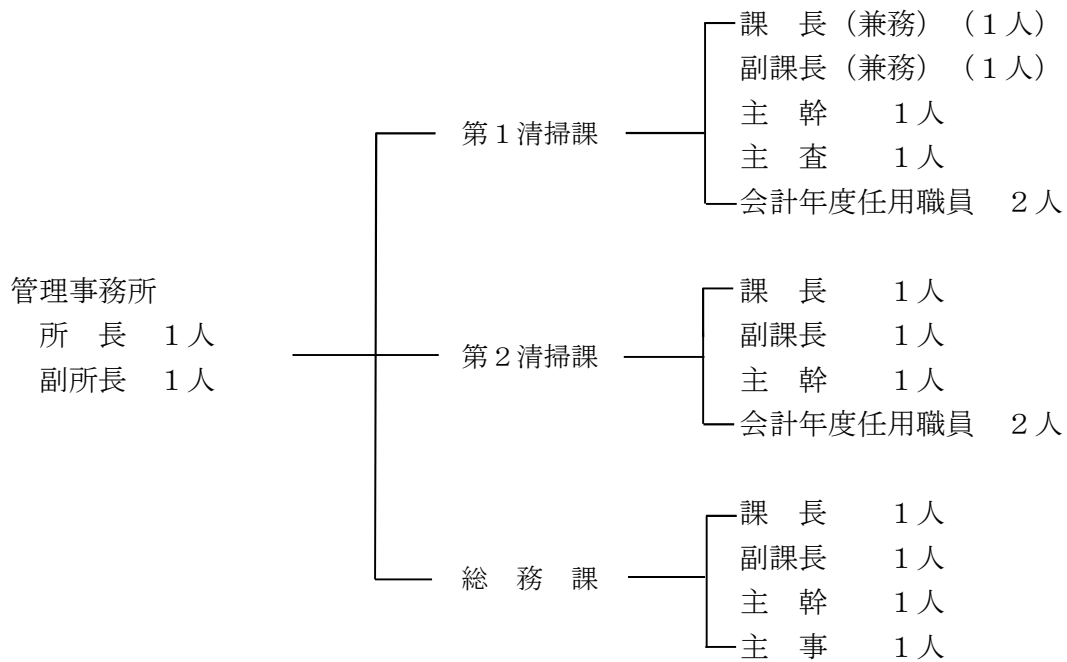 管理事務所
所　長　１人
副所長　１人
第１清掃課
課　長（兼務）（１人）
副課長（兼務）（１人）
主　幹　　１人
主　査　　１人
会計年度任用職員　２人
第２清掃課
課　長　　１人
副課長　　１人
主　幹　　１人
会計年度任用職員　２人
総　務　課
課　長　　１人
副課長　　１人
主　幹　　１人
主　事　　１人